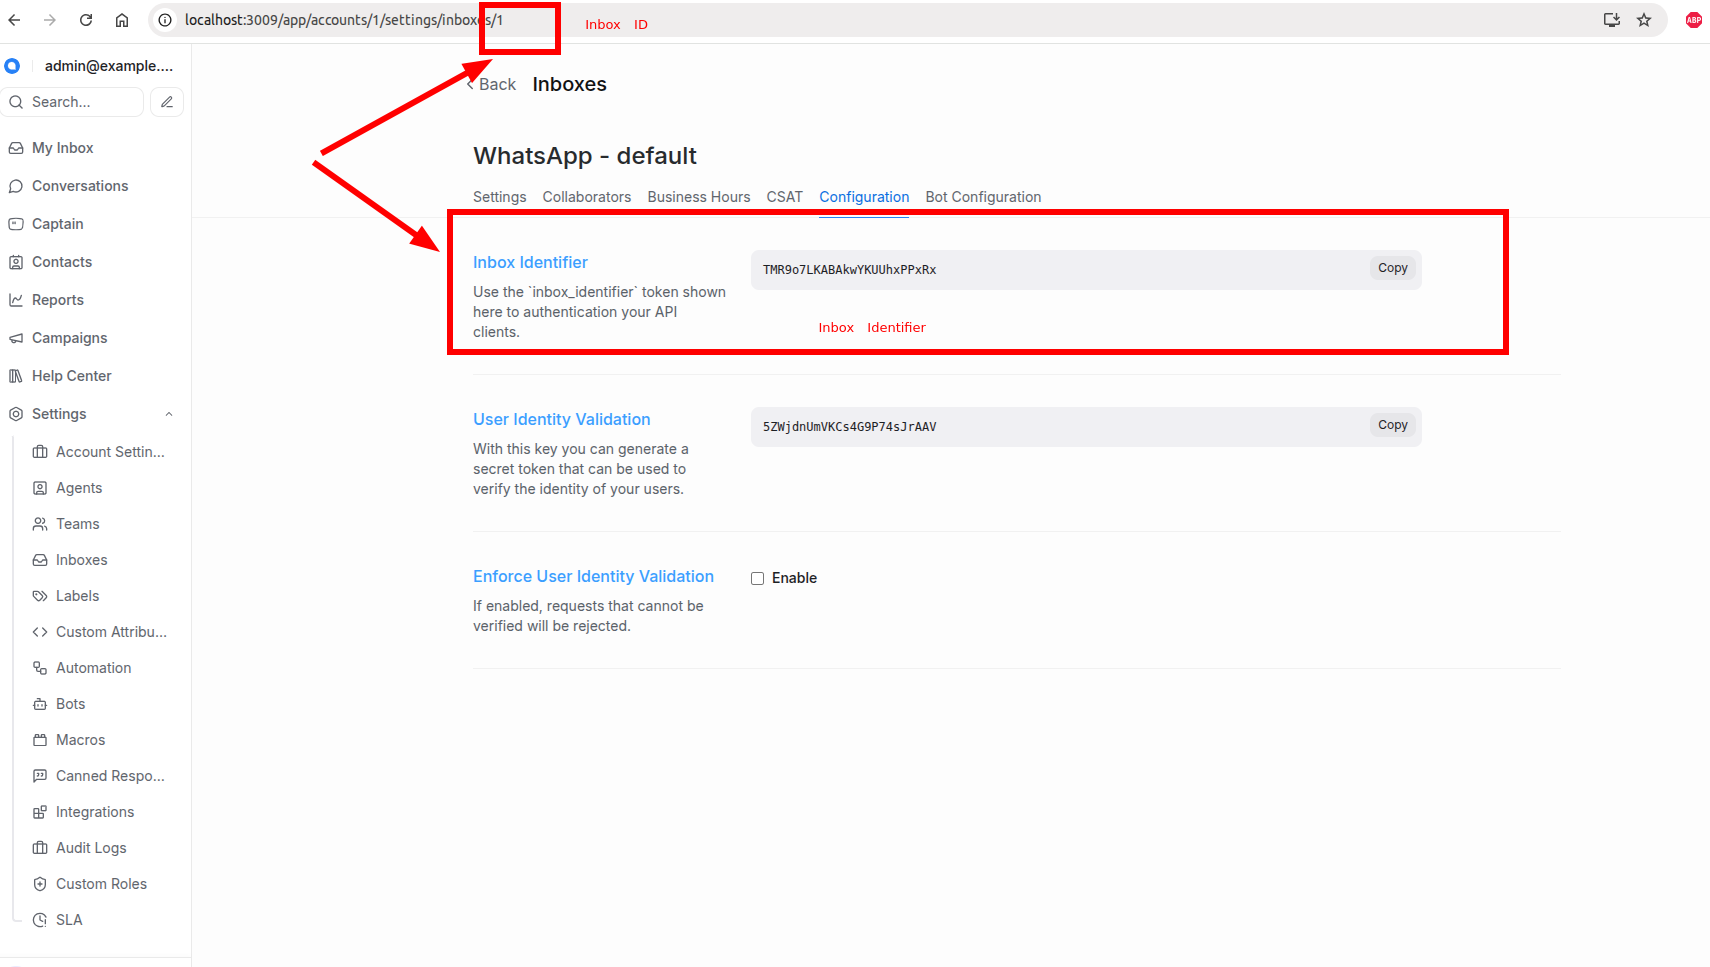 localhost:3009/app/accounts/1/settings/inboxes/1
Inbox ID
ABP
admin@example....
Search...
My Inbox
Conversations
Captain
Contacts
Reports
Campaigns
Help Center
Settings
Account Settin...
Agents
Teams
Inboxes
Labels
Custom Attribu...
Automation
Bots
Macros
Canned Respo...
Integrations
Audit Logs
Custom Roles
SLA
Back Inboxes
WhatsApp - default
Settings Collaborators Business Hours CSAT Configuration Bot Configuration
Inbox Identifier
Use the `inbox_identifier` token shown
here to authentication your API
clients.
TMR9o7LKABAkwYKUUhxPPxRx
Copy
Inbox Identifier
User Identity Validation
With this key you can generate a
secret token that can be used to
verify the identity of your users.
5ZWjdnUmVKCs4G9P74sJrAAV
Copy
Enforce User Identity Validation
If enabled, requests that cannot be
verified will be rejected.
Enable